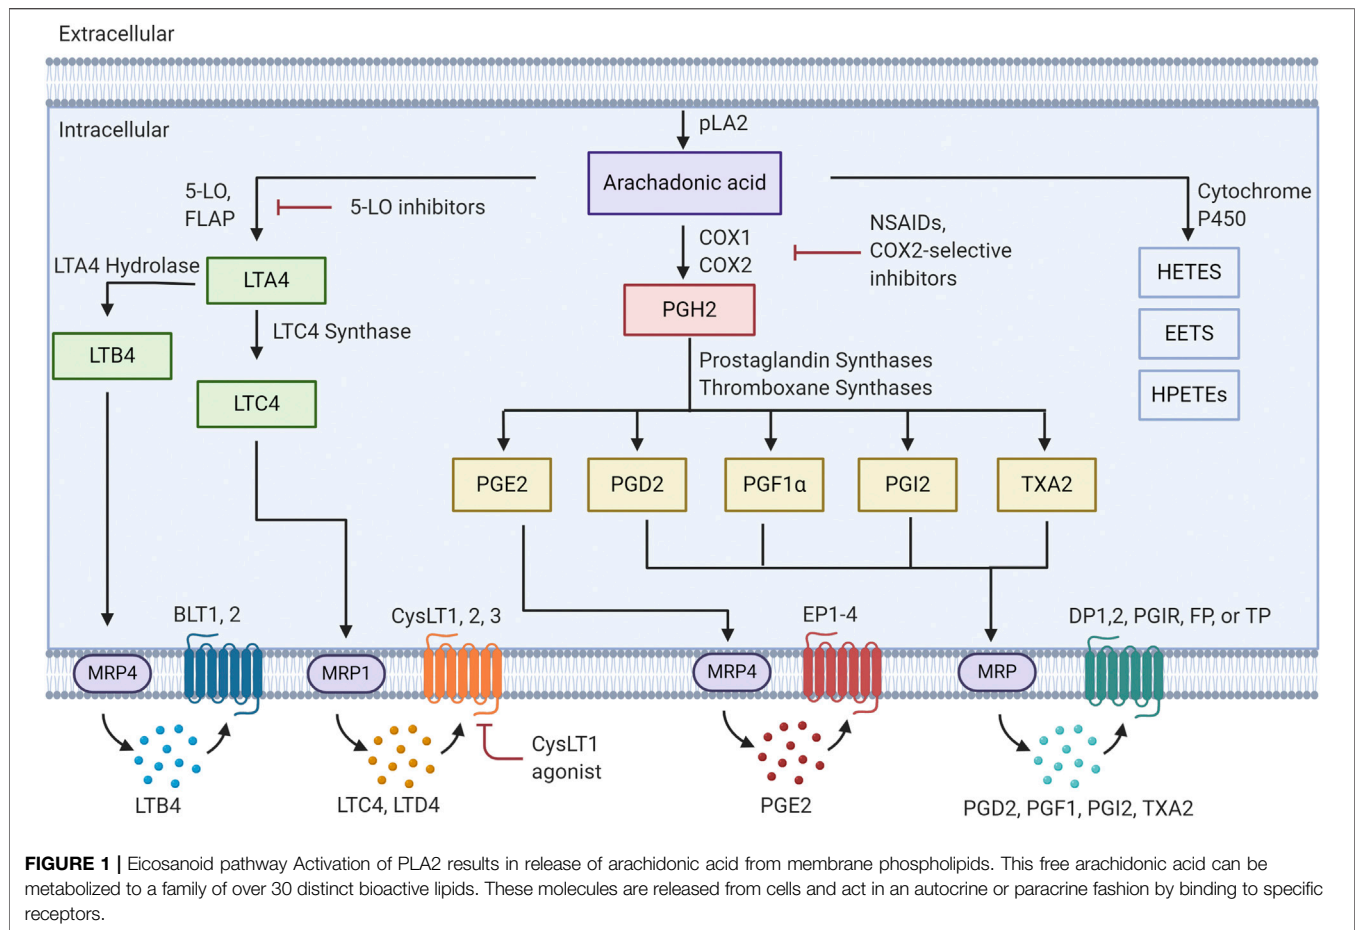 Extracellular
Intracellular
pLA2
Arachadonic acid
5-LO,
FLAP
5-LO inhibitors
Cytochrome
P450
COX1
COX2
NSAIDs,
COX2-selective
inhibitors
LTA4 Hydrolase
LTA4
HETES
PGH2
LTC4 Synthase
LTB4
EETS
Prostaglandin Synthases
Thromboxane Synthases
LTC4
HPETEs
PGE2
PGD2
PGF1α
PGI2
TXA2
BLT1, 2
CysLT1, 2, 3
EP1-4
DP1,2, PGIR, FP, or TP
MRP4
MRP1
MRP4
MRP
CysLT1
agonist
LTB4
LTC4, LTD4
PGE2
PGD2, PGF1, PGI2, TXA2
FIGURE 1 | Eicosanoid pathway Activation of PLA2 results in release of arachidonic acid from membrane phospholipids. This free arachidonic acid can be
metabolized to a family of over 30 distinct bioactive lipids. These molecules are released from cells and act in an autocrine or paracrine fashion by binding to specific
receptors.